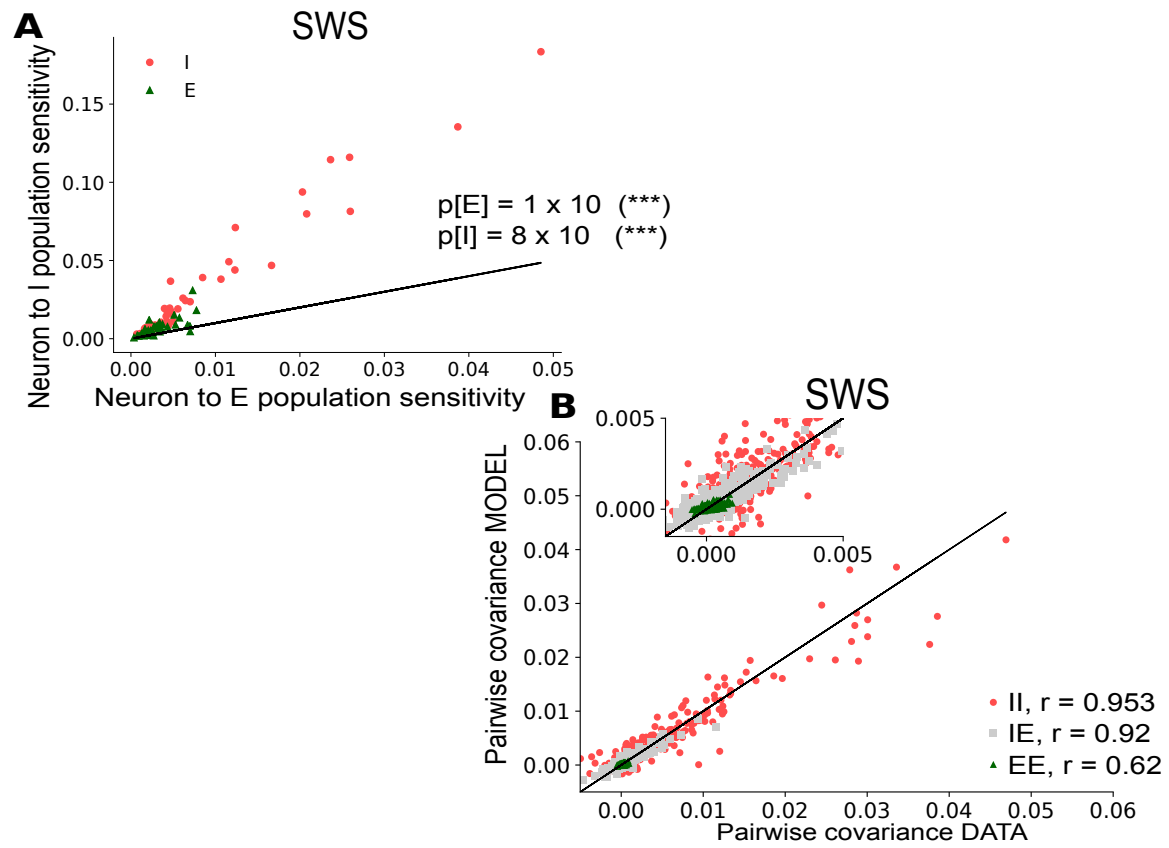 A
SWS
I
E
Neuron to I population sensitivity
0.15
0.10
0.05
0.00
p[E] = 1 x 10 (***)
p[I] = 8 x 10 (***)
0.00 0.01 0.02 0.03 0.04 0.05
Neuron to E population sensitivity
B
SWS
0.005
0.000
0.000 0.005
Pairwise covariance MODEL
0.06
0.05
0.04
0.03
0.02
0.01
0.00
II, r = 0.953
IE, r = 0.92
EE, r = 0.62
0.00 0.01 0.02 0.03 0.04 0.05 0.06
Pairwise covariance DATA